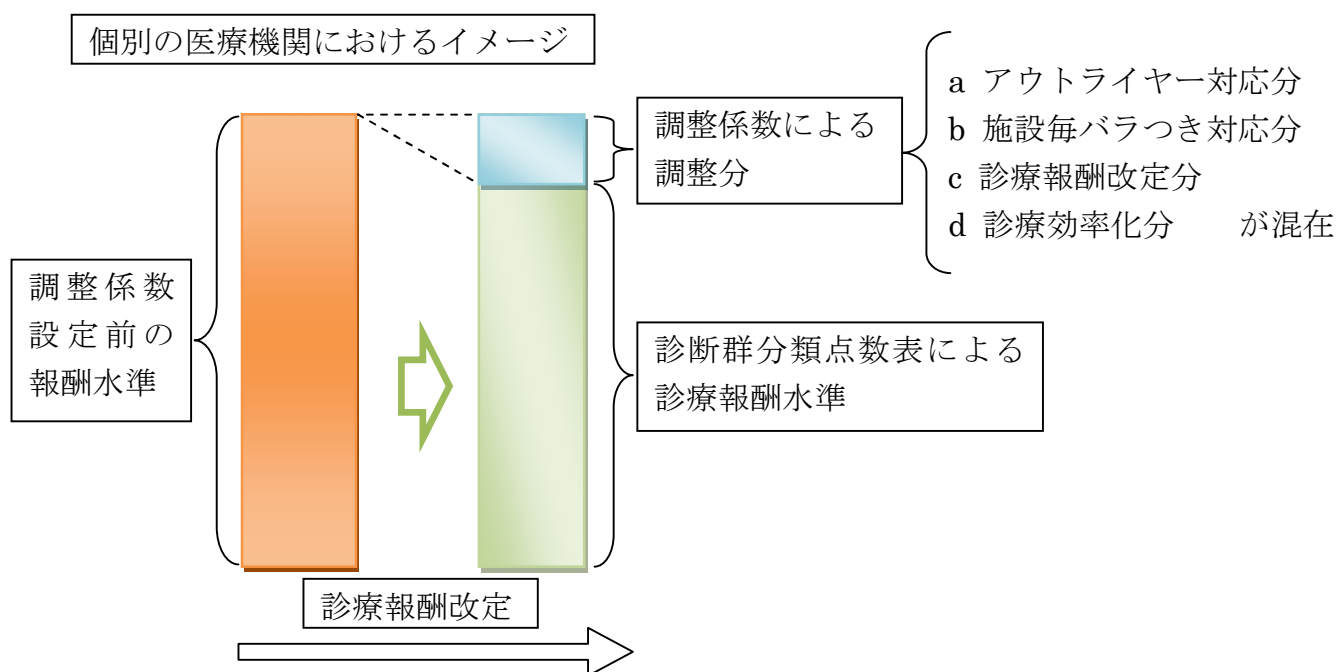 個別の医療機関におけるイメージ
調整係数による
調整分
a アウトライヤー対応分
b 施設毎バラつき対応分
c 診療報酬改定分
d 診療効率化分　　が混在
調整係数
設定前の
報酬水準
診断群分類点数表による
診療報酬水準
診療報酬改定